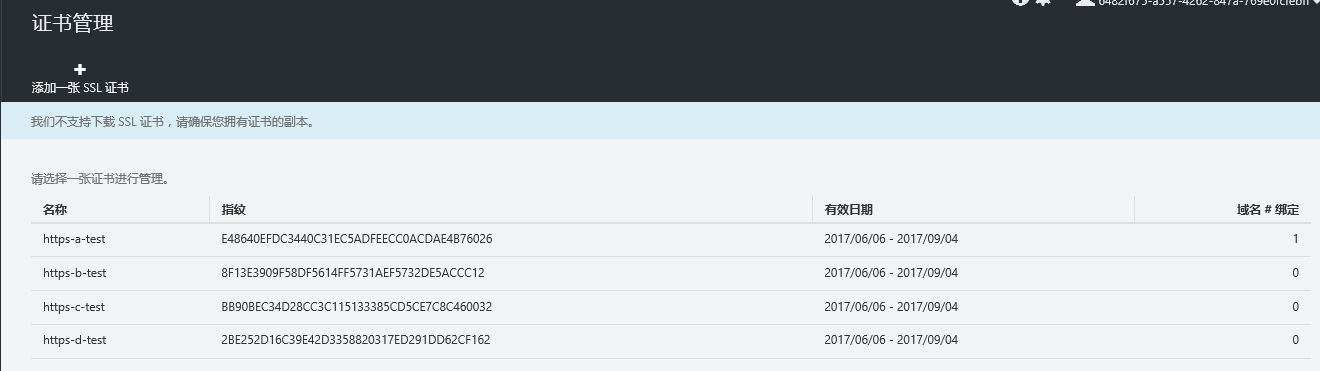 证书管理
添加一张 SSL 证书
我们不支持下载 SSL 证书，请确保您拥有证书的副本。
请选择一张证书进行管理。
名称 指纹 有效日期 域名 # 绑定
https-a-test E48640EFDC3440C31EC5ADFEECC0ACDAE4B76026 2017/06/06 - 2017/09/04 1
https-b-test 8F13E3909F58DF5614FF5731AEF5732DE5ACCC12 2017/06/06 - 2017/09/04 0
https-c-test BB90BEC34D28CC3C115133385CD5CE7C8C460032 2017/06/06 - 2017/09/04 0
https-d-test 2BE252D16C39E42D3358820317ED291DD62CF162 2017/06/06 - 2017/09/04 0